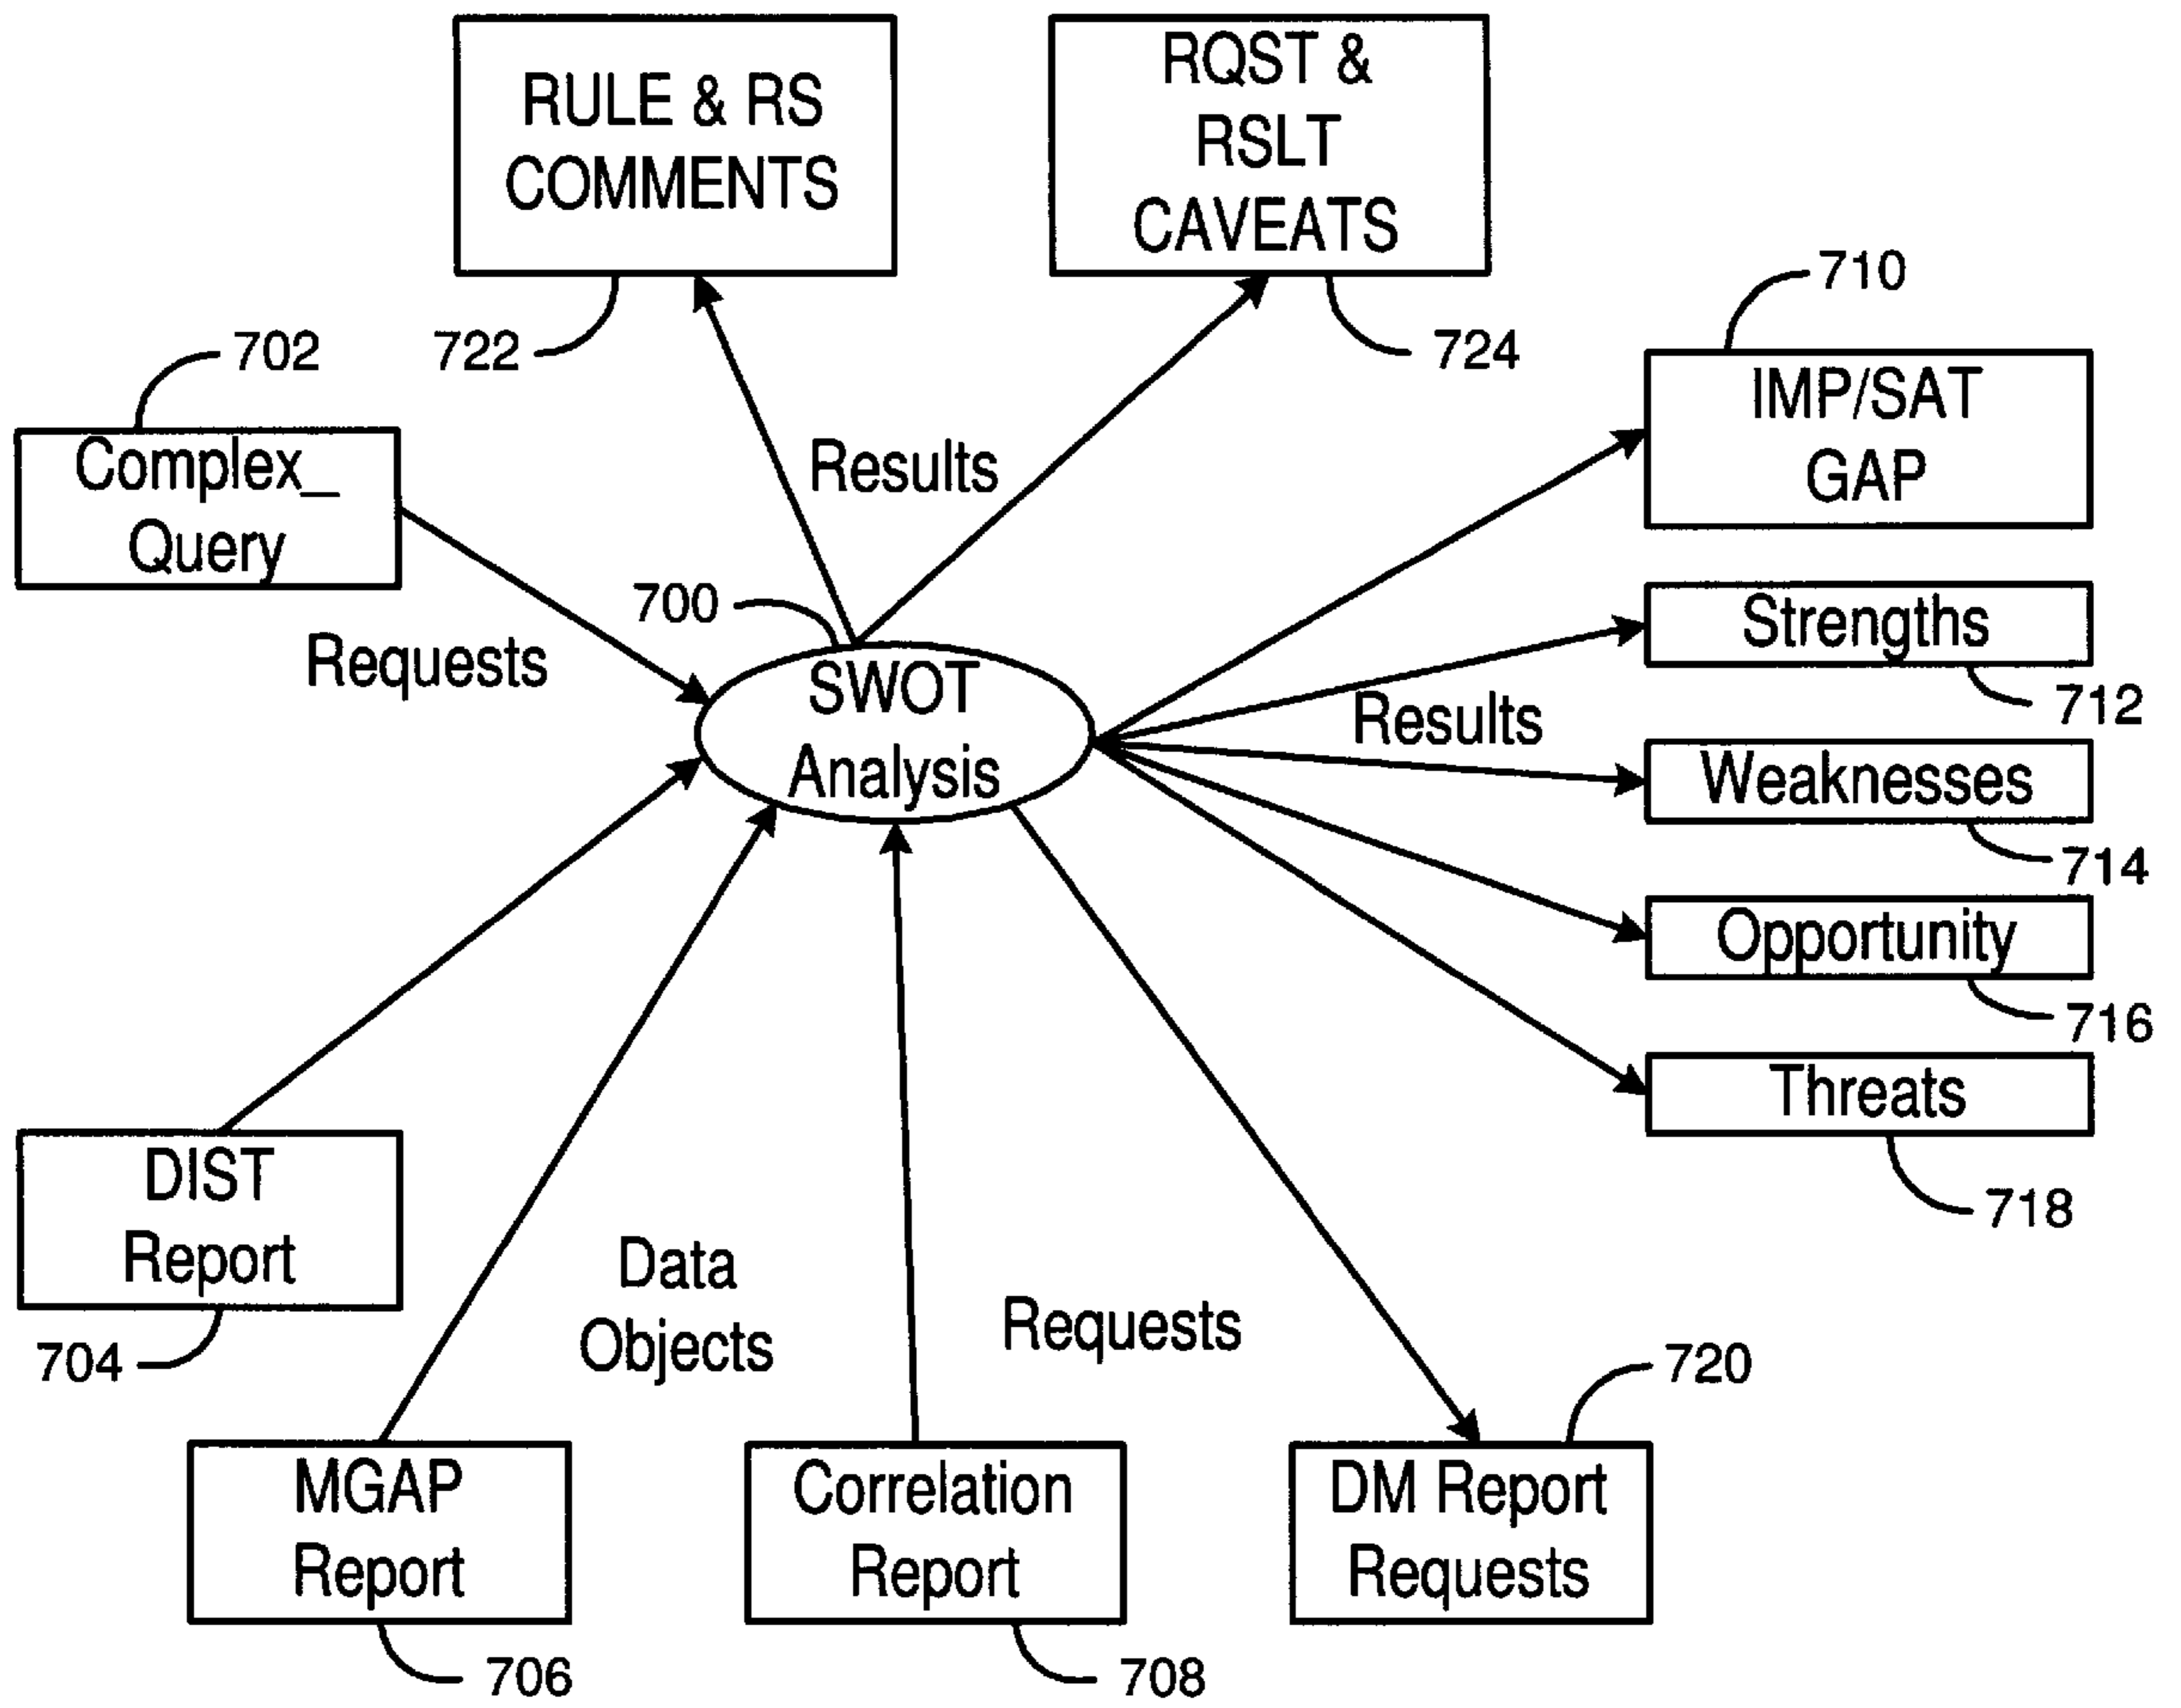 RULE & RS
COMMENTS
722
RQST &
RSLT
CAVEATS
724
710
IMP/SAT
GAP
702
Complex_
Query
Results
Requests
700
SWOT
Analysis
Strengths
712
Results
Weaknesses
714
Opportunity
716
Threats
718
DIST
Report
704
Data
Objects
Requests
720
MGAP
Report
706
Correlation
Report
708
DM Report
Requests